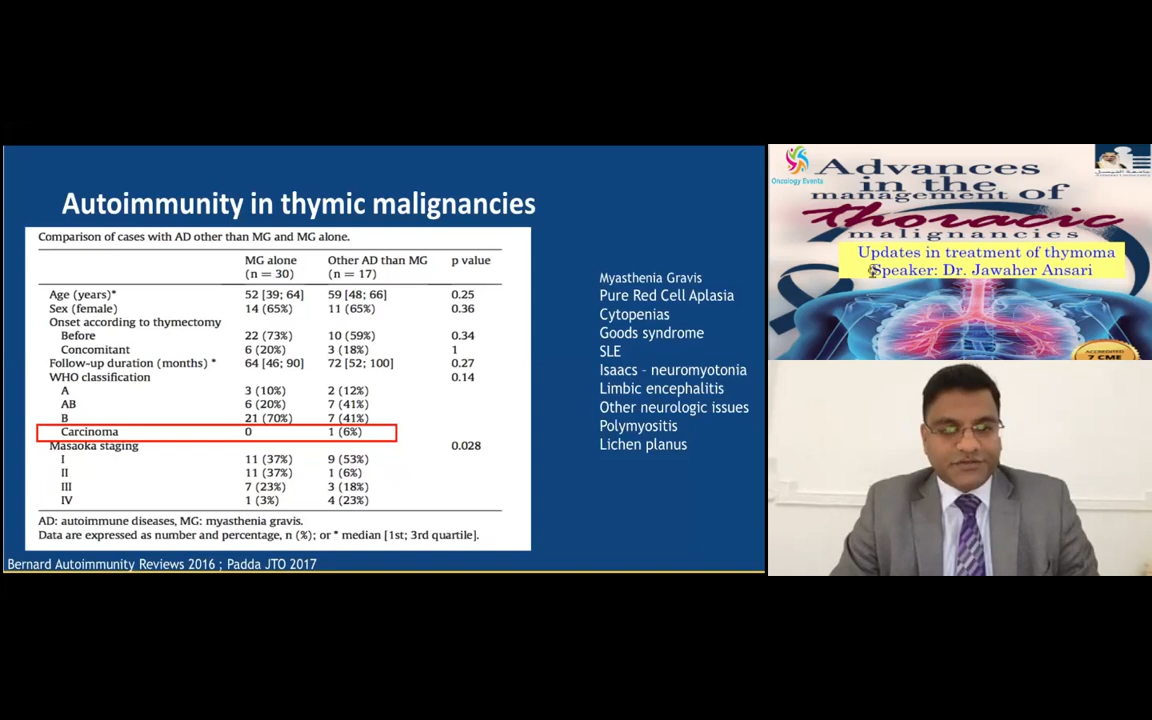 Autoimmunity in thymic malignancies
Comparison of cases with AD other than MG and MG alone.
MG alone Other AD than MG p value
(n = 30) (n = 17)
Age (years)* 52 [39; 64] 59 [48; 66] 0.25
Sex (female) 14 (65%) 11 (65%) 0.36
Onset according to thymectomy
Before 22 (73%) 10 (59%) 0.34
Concomitant 6 (20%) 3 (18%) 1
Follow-up duration (months) * 64 [46; 90] 72 [52; 100] 0.27
WHO classification 0.14
A 3 (10%) 2 (12%)
AB 6 (20%) 7 (41%)
B 21 (70%) 7 (41%)
Carcinoma 0 1 (6%)
Masaoka staging 0.028
I 11 (37%) 9 (53%)
II 11 (37%) 1 (6%)
III 7 (23%) 3 (18%)
IV 1 (3%) 4 (23%)
AD: autoimmune diseases, MG: myasthenia gravis.
Data are expressed as number and percentage, n (%); or * median [1st; 3rd quartile].
Bernard Autoimmunity Reviews 2016 ; Padda JTO 2017
Myasthenia Gravis
Pure Red Cell Aplasia
Cytopenias
Goods syndrome
SLE
Isaacs – neuromyotonia
Limbic encephalitis
Other neurologic issues
Polymyositis
Lichen planus
Oncology Events
Advances
in the
management of
thoracic
malignancies
Updates in treatment of thymoma
Speaker: Dr. Jawaher Ansari
ACCREDITED
7 CME